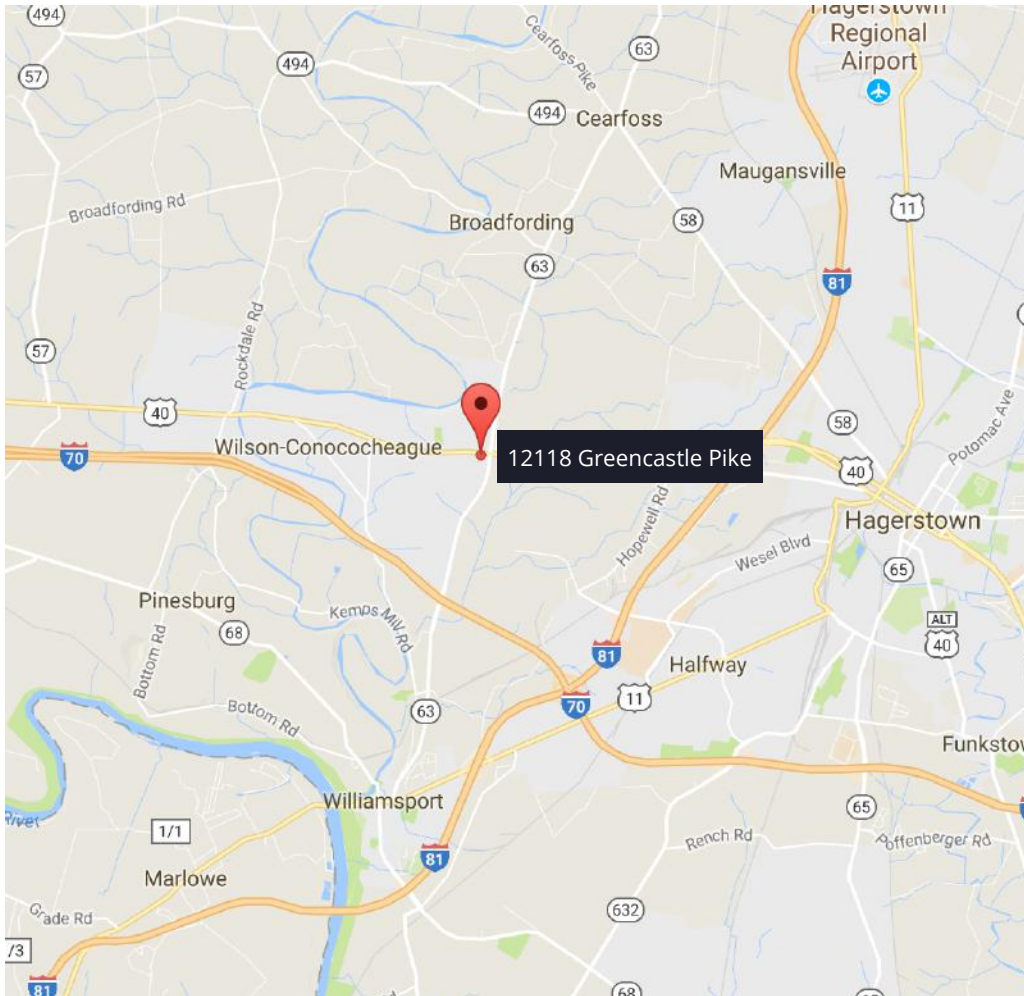 494
Hagerstown
Regional
Airport
Cearfoss Pike
63
57
494
494
Cearfoss
Maugansville
Broadfording Rd
Broadfording
58
11
63
81
Rockdale Rd
57
40
58
Potomac Ave
Wilson-Conococheague
70
12118 Greencastle Pike
40
Hopewell Rd
Hagerstown
Wesel Blvd
65
Pinesburg
Kemps Mill Rd
68
ALT
40
Bottom Rd
81
Halfway
11
70
63
Bottom Rd
Funkstow
Williamsport
65
River
1/1
Rench Rd
Poffenberger Rd
81
Marlowe
Grade Rd
632
/3
81
68